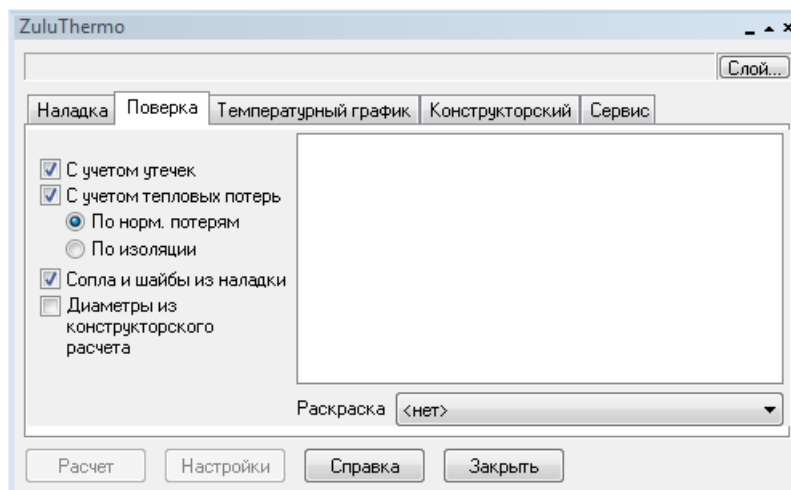 ZuluThermo
Слой...
Наладка Поверка Температурный график Конструкторский Сервис
С учетом утечек
С учетом тепловых потерь
По норм. потерям
По изоляции
Сопла и шайбы из наладки
Диаметры из
конструкторского
расчета
Раскраска <нет>
Расчет Настройки Справка Закрыть